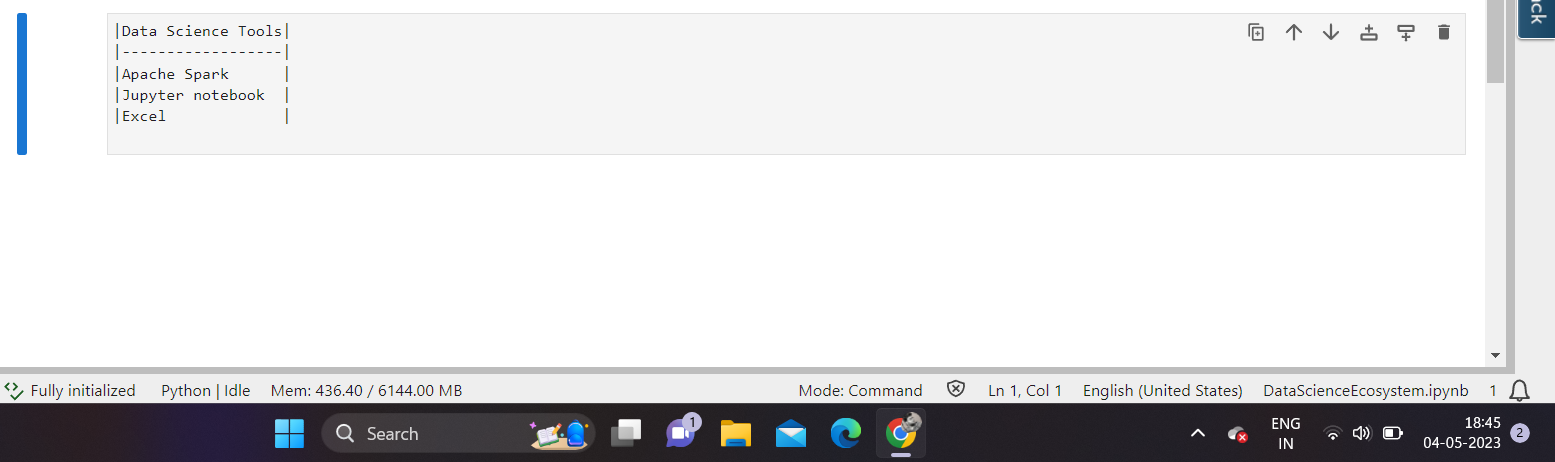 |Data Science Tools|
|------------------|
|Apache Spark      |
|Jupyter notebook  |
|Excel             |
ck
Fully initialized Python | Idle Mem: 436.40 / 6144.00 MB Mode: Command Ln 1, Col 1 English (United States) DataScienceEcosystem.ipynb 1
Search 1 ENG 18:45 2
IN 04-05-2023